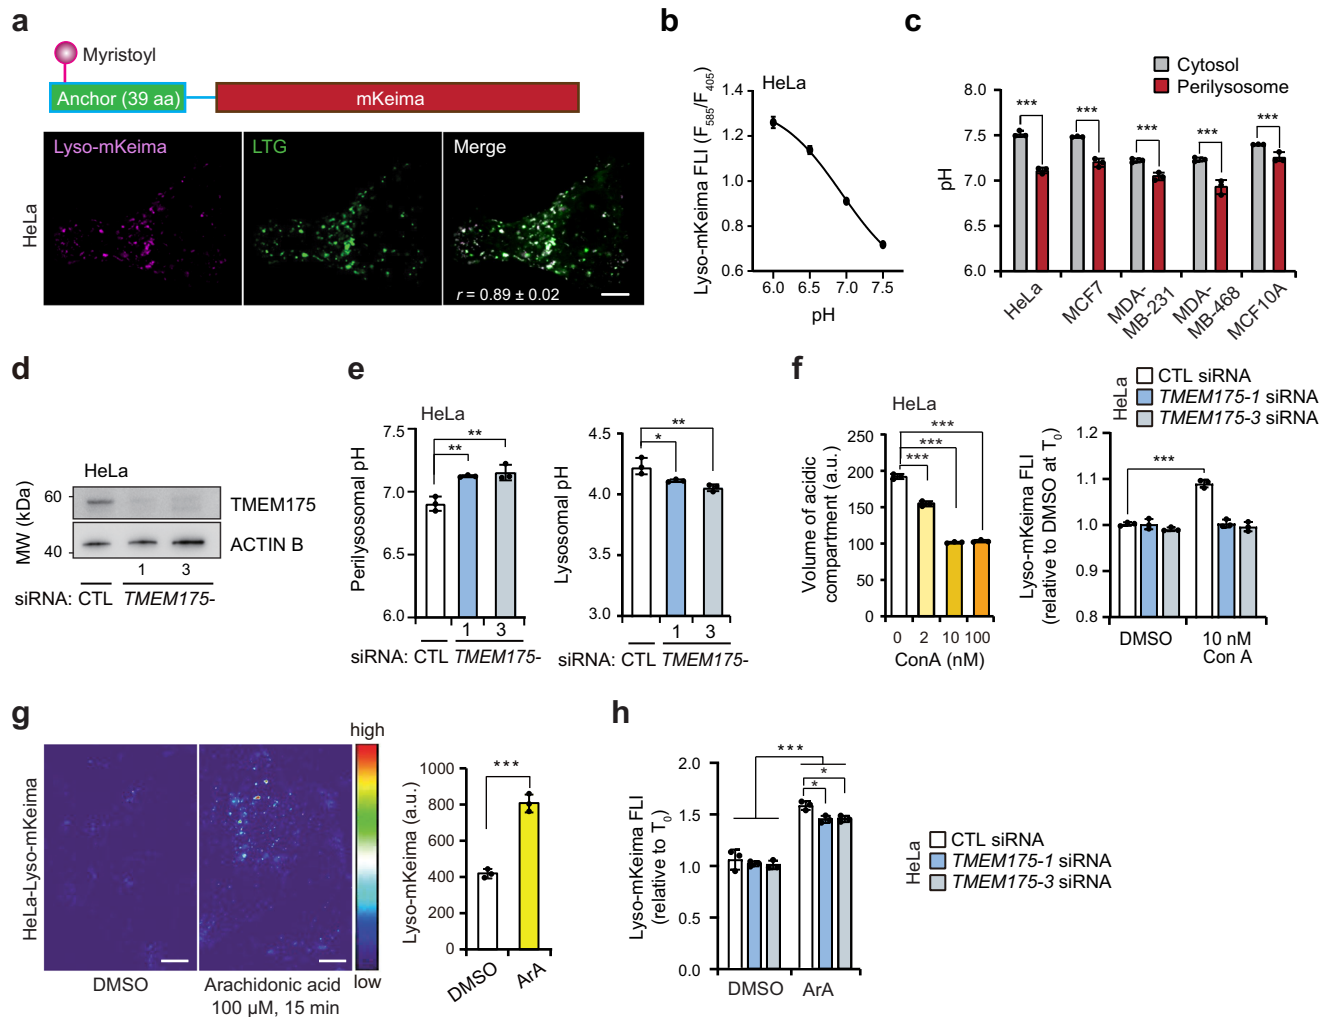 a
Myristoyl
Anchor (39 aa)
mKeima
Lyso-mKeima
LTG
Merge
HeLa
r = 0.89 ± 0.02
b
HeLa
Lyso-mKeima FLI (F585/F405)
1.4
1.2
1.0
0.8
0.6
6.0 6.5 7.0 7.5
pH
c
Cytosol
Perilysosome
pH
8.0
7.5
7.0
6.5
6.0
*** *** *** *** ***
HeLa
MCF7
MDA-MB-231
MDA-MB-468
MCF10A
d
HeLa
MW (kDa)
60
40
TMEM175
ACTIN B
1 3
siRNA: CTL TMEM175-
e
HeLa
Perilysosomal pH
7.5
7.0
6.5
6.0
**
**
1 3
siRNA: CTL TMEM175-
Lysosomal pH
4.5
4.0
3.5
3.0
**
*
1 3
siRNA: CTL TMEM175-
f
HeLa
Volume of acidic
compartment (a.u.)
250
200
150
100
50
0
***
***
***
0 2 10 100
ConA (nM)
HeLa
CTL siRNA
TMEM175-1 siRNA
TMEM175-3 siRNA
Lyso-mKeima FLI
(relative to DMSO at T0)
1.2
1.1
1.0
0.9
0.8
***
DMSO
10 nM
Con A
g
HeLa-Lyso-mKeima
high
low
DMSO
Arachidonic acid
100 µM, 15 min
Lyso-mKeima (a.u.)
1000
800
600
400
200
0
***
DMSO
ArA
h
Lyso-mKeima FLI
(relative to T0)
2.0
1.5
1.0
0.5
0.0
***
*
*
DMSO ArA
HeLa
CTL siRNA
TMEM175-1 siRNA
TMEM175-3 siRNA